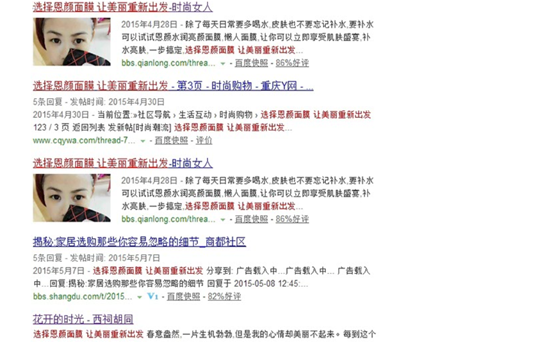 选择恩颜面膜 让美丽重新出发-时尚女人
2015年4月28日 - 除了每天日常要多喝水,皮肤也不要忘记补水,要补水
可以试试恩颜水润亮颜面膜,懒人面膜,让你可以立即享受肌肤盛宴,补
水亮肤,一步搞定,选择恩颜面膜 让美丽重新出发...
bbs.qianlong.com/threa... - 百度快照 - 86%好评
选择恩颜面膜 让美丽重新出发 - 第3页 - 时尚购物 - 重庆Y网 - ...
5条回复 - 发帖时间: 2015年4月30日
2015年4月30日 - 当前位置:»社区导航 › 生活互动 › 时尚购物 › 选择恩颜面膜 让美丽重新出发
123 / 3 页 返回列表 发新帖[时尚潮流] 选择恩颜面膜 让美丽重新出发...
www.cqywa.com/thread-7... - 百度快照 - 评价
选择恩颜面膜 让美丽重新出发-时尚女人
2015年4月28日 - 除了每天日常要多喝水,皮肤也不要忘记补水,要补水
可以试试恩颜水润亮颜面膜,懒人面膜,让你可以立即享受肌肤盛宴,补
水亮肤,一步搞定,选择恩颜面膜 让美丽重新出发...
bbs.qianlong.com/threa... - 百度快照 - 86%好评
揭秘:家居选购那些你容易忽略的细节_商都社区
5条回复 - 发帖时间: 2015年5月7日
2015年5月7日 - 选择恩颜面膜 让美丽重新出发 分享到: 广告载入中...广告载入中... 广告载入
中...回复:揭秘:家居选购那些你容易忽略的细节 回复于 2015-05-08 12:45:...
bbs.shangdu.com/t/2015... - V1 - 百度快照 - 82%好评
花开的时光 - 西祠胡同
选择恩颜面膜 让美丽重新出发 春意盎然,一片生机勃勃,但是我的心情却美丽不起来。每到这个